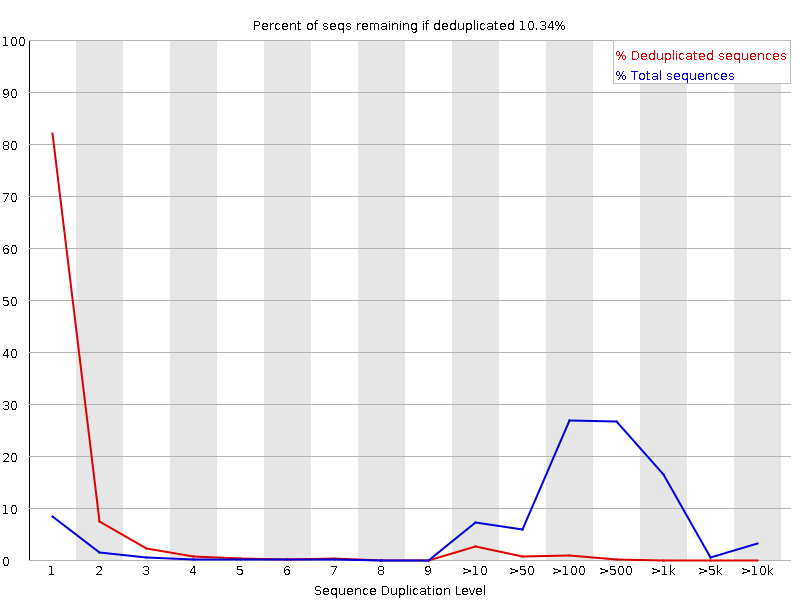 Percent of seqs remaining if deduplicated 10.34%
% Deduplicated sequences
% Total sequences
100
90
80
70
60
50
40
30
20
10
0
1 2 3 4 5 6 7 8 9 >10 >50 >100 >500 >1k >5k >10k
Sequence Duplication Level